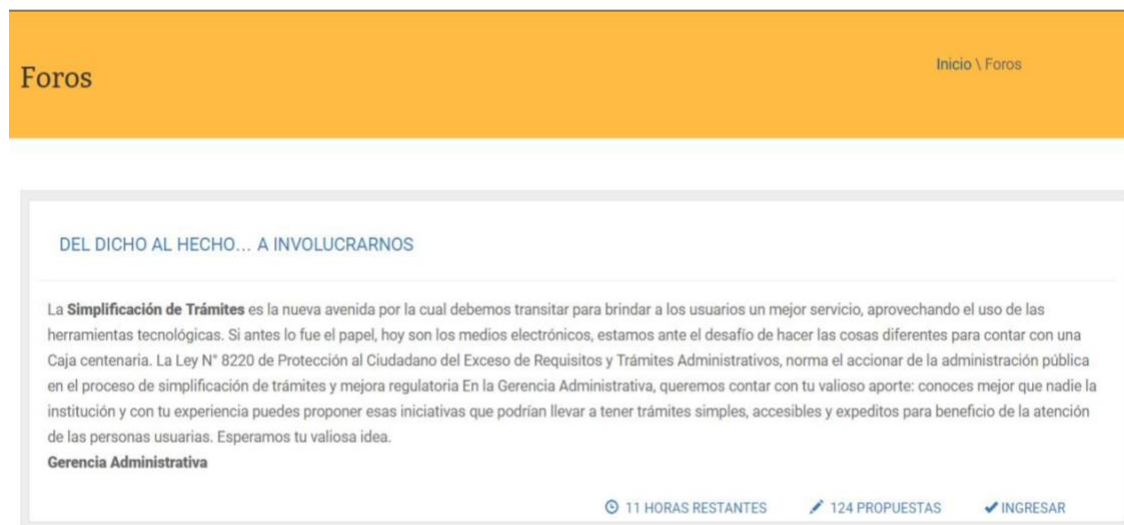 Foros
Inicio \ Foros
DEL DICHO AL HECHO... A INVOLUCRARNOS
La Simplificación de Trámites es la nueva avenida por la cual debemos transitar para brindar a los usuarios un mejor servicio, aprovechando el uso de las
herramientas tecnológicas. Si antes lo fue el papel, hoy son los medios electrónicos, estamos ante el desafío de hacer las cosas diferentes para contar con una
Caja centenaria. La Ley N° 8220 de Protección al Ciudadano del Exceso de Requisitos y Trámites Administrativos, norma el accionar de la administración pública
en el proceso de simplificación de trámites y mejora regulatoria En la Gerencia Administrativa, queremos contar con tu valioso aporte: conoces mejor que nadie la
institución y con tu experiencia puedes proponer esas iniciativas que podrían llevar a tener trámites simples, accesibles y expeditos para beneficio de la atención
de las personas usuarias. Esperamos tu valiosa idea.
Gerencia Administrativa
11 HORAS RESTANTES 124 PROPUESTAS INGRESAR